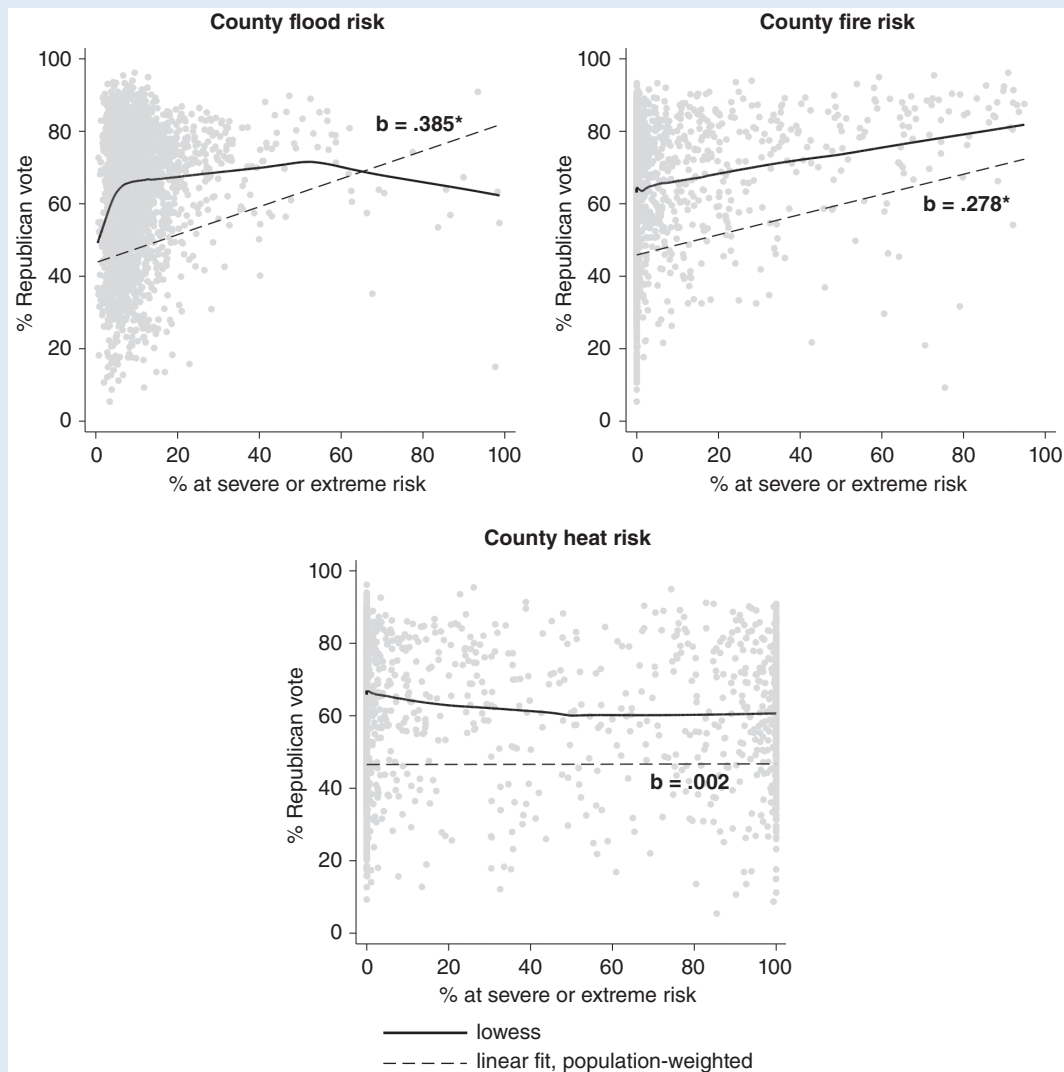 County flood risk
100
80
60
40
20
0
% Republican vote
b = .385*
0 20 40 60 80 100
% at severe or extreme risk
County fire risk
100
80
60
40
20
0
% Republican vote
b = .278*
0 20 40 60 80 100
% at severe or extreme risk
County heat risk
100
80
60
40
20
0
% Republican vote
b = .002
0 20 40 60 80 100
% at severe or extreme risk
lowess
linear fit, population-weighted